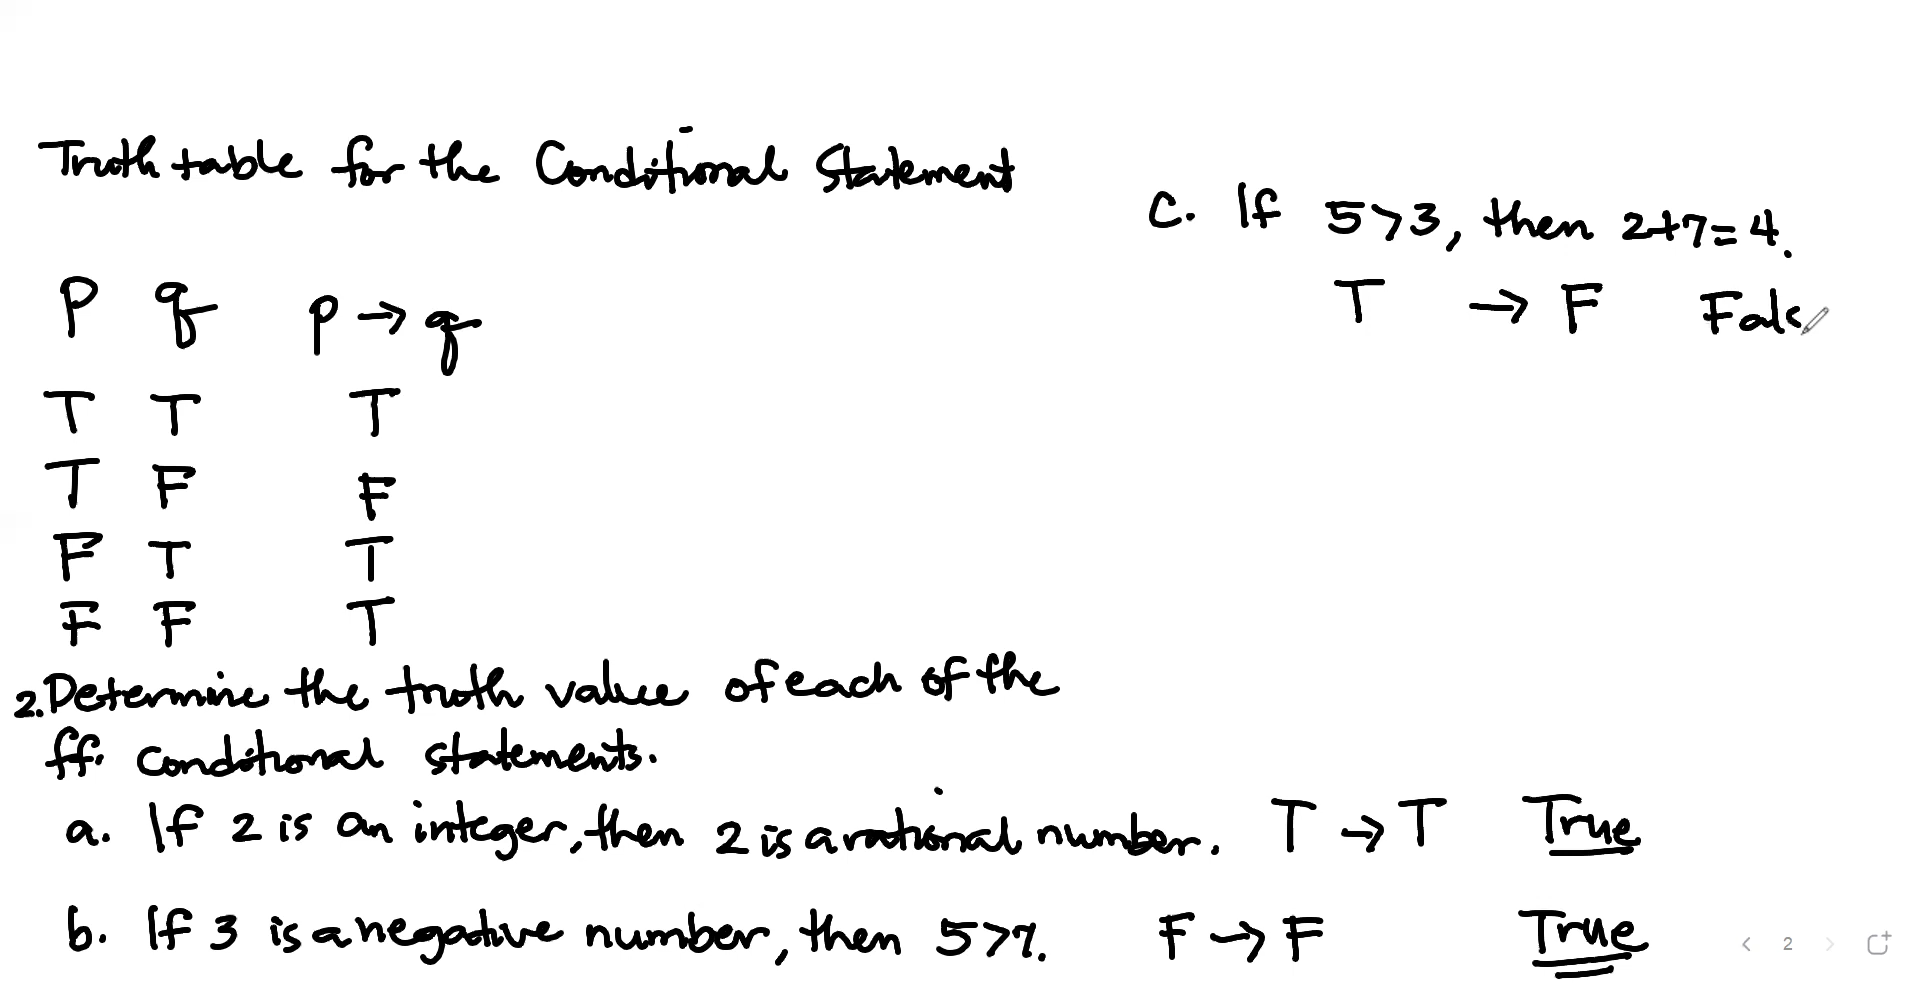 Truth table for the Conditional Statement
P q p → q
T T T
T F F
F T T
F F T
2. Determine the truth value of each of the
ff. conditional statements.
a. If 2 is an integer, then 2 is a rational number. T → T True
b. If 3 is a negative number, then 5>7. F → F True
C. If 5>3, then 2+7=4.
T → F Fals
2